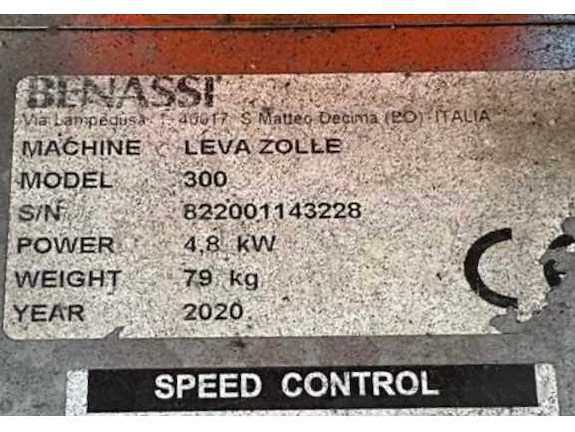 BENASSI
Via Lampedusa 1, 40017 S. Matteo Decima (BO) ITALIA
MACHINE LEVA ZOLLE
MODEL 300
S/N 822001143228
POWER 4,8 kW
WEIGHT 79 kg
YEAR 2020
CE
SPEED CONTROL